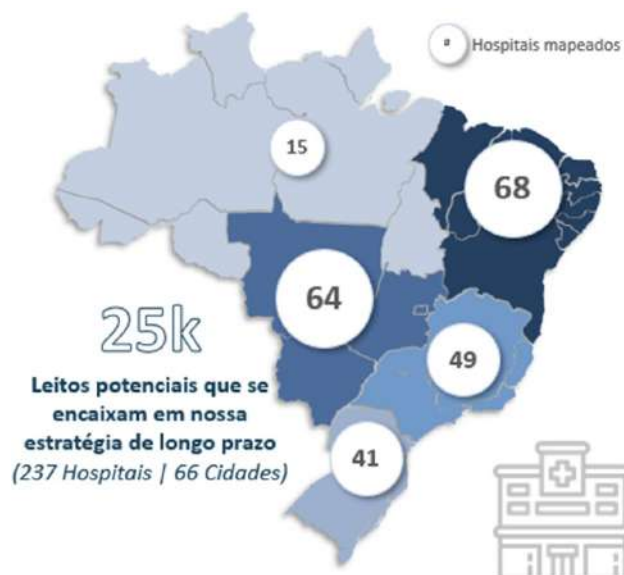 # Hospitais mapeados
15
68
64
25k
49
Leitos potenciais que se
encaixam em nossa
estratégia de longo prazo
41
(237 Hospitais | 66 Cidades)